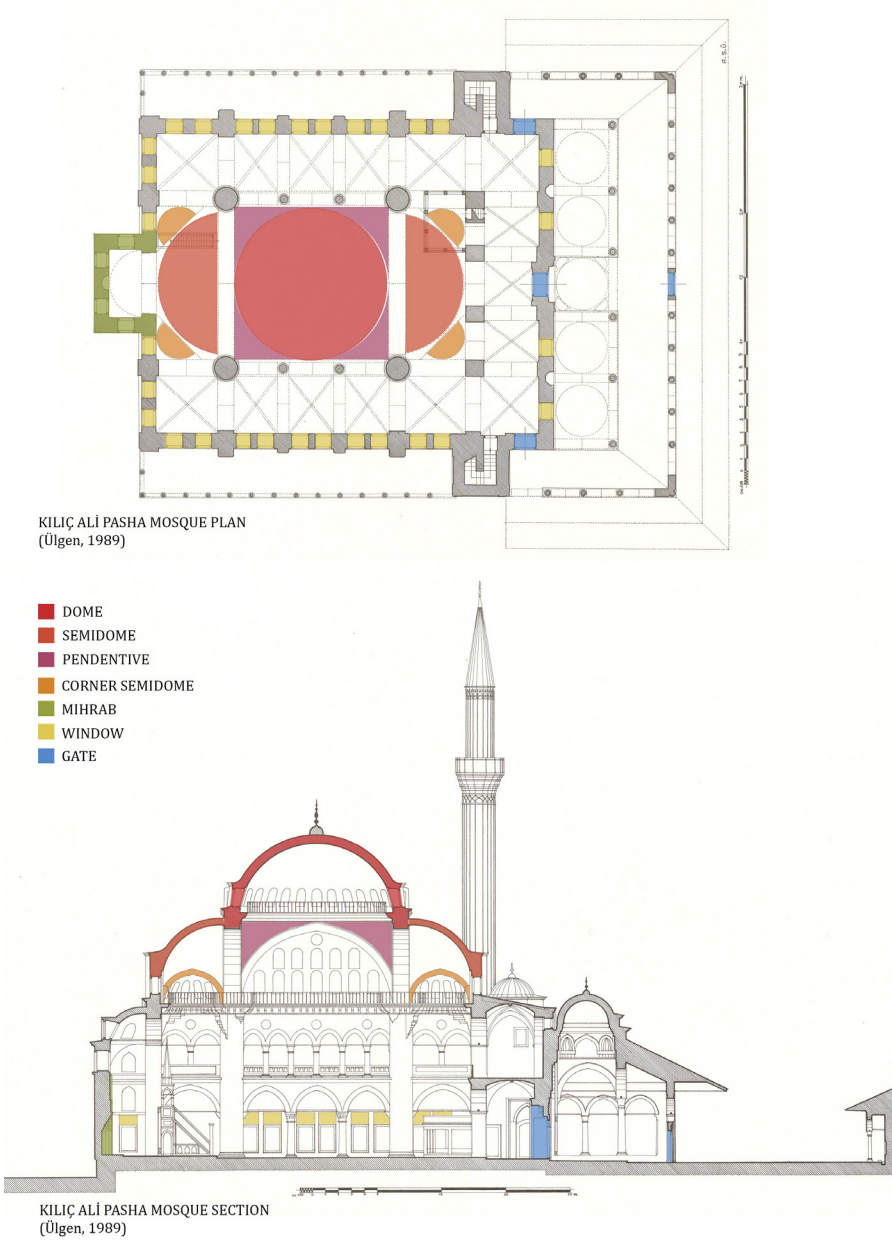 A.S.Ü.
KILIÇ ALİ PASHA MOSQUE PLAN
(Ülgen, 1989)
DOME
SEMIDOME
PENDENTIVE
CORNER SEMIDOME
MIHRAB
WINDOW
GATE
KILIÇ ALİ PASHA MOSQUE SECTION
(Ülgen, 1989)